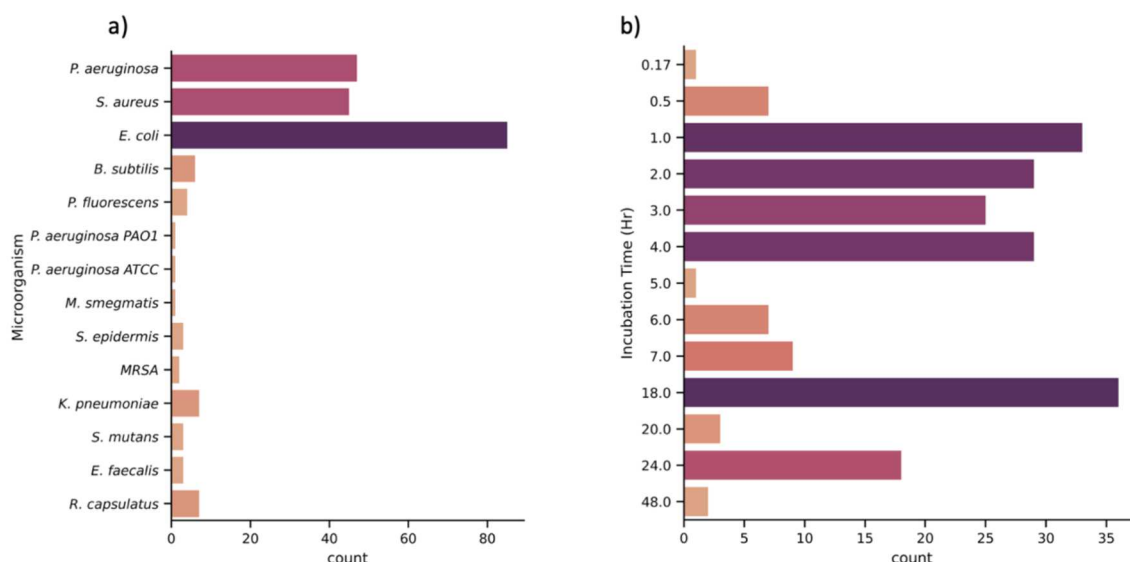 a)
P. aeruginosa
S. aureus
E. coli
B. subtilis
P. fluorescens
P. aeruginosa PAO1
P. aeruginosa ATCC
M. smegmatis
S. epidermis
MRSA
K. pneumoniae
S. mutans
E. faecalis
R. capsulatus
Microorganism
0 20 40 60 80
count
b)
0.17
0.5
1.0
2.0
3.0
4.0
5.0
6.0
7.0
18.0
20.0
24.0
48.0
Incubation Time (Hr)
0 5 10 15 20 25 30 35
count